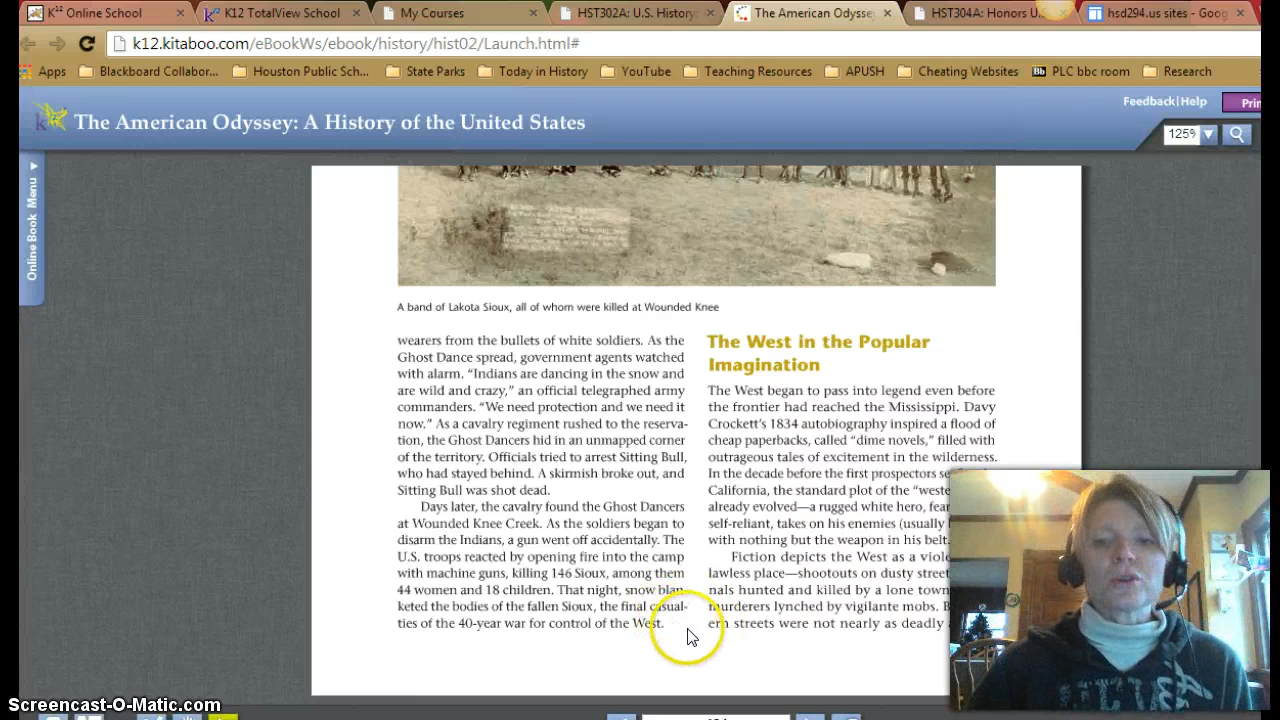 K12 Online School
K12 TotalView School
My Courses
HST302A: U.S. History
The American Odyssey
HST304A: Honors U.S.
hsd294.us sites - Goog
k12.kitaboo.com/eBookWs/ebook/history/hist02/Launch.html#
Apps
Blackboard Collabor...
Houston Public Sch...
State Parks
Today in History
YouTube
Teaching Resources
APUSH
Cheating Websites
Bb PLC bbc room
Research
Feedback|Help
Prin
The American Odyssey: A History of the United States
125%
Online Book Menu
A band of Lakota Sioux, all of whom were killed at Wounded Knee
wearers from the bullets of white soldiers. As the
Ghost Dance spread, government agents watched
with alarm. “Indians are dancing in the snow and
are wild and crazy,” an official telegraphed army
commanders. “We need protection and we need it
now.” As a cavalry regiment rushed to the reserva-
tion, the Ghost Dancers hid in an unmapped corner
of the territory. Officials tried to arrest Sitting Bull,
who had stayed behind. A skirmish broke out, and
Sitting Bull was shot dead.
Days later, the cavalry found the Ghost Dancers
at Wounded Knee Creek. As the soldiers began to
disarm the Indians, a gun went off accidentally. The
U.S. troops reacted by opening fire into the camp
with machine guns, killing 146 Sioux, among them
44 women and 18 children. That night, snow blan-
keted the bodies of the fallen Sioux, the final casual-
ties of the 40-year war for control of the West.
The West in the Popular
Imagination
The West began to pass into legend even before
the frontier had reached the Mississippi. Davy
Crockett’s 1834 autobiography inspired a flood of
cheap paperbacks, called “dime novels,” filled with
outrageous tales of excitement in the wilderness.
In the decade before the first prospectors se
California, the standard plot of the “weste
already evolved—a rugged white hero, fear
self-reliant, takes on his enemies (usually
with nothing but the weapon in his belt.
Fiction depicts the West as a viole
lawless place—shootouts on dusty street
nals hunted and killed by a lone town
murderers lynched by vigilante mobs. B
ern streets were not nearly as deadly
Screencast-O-Matic.com